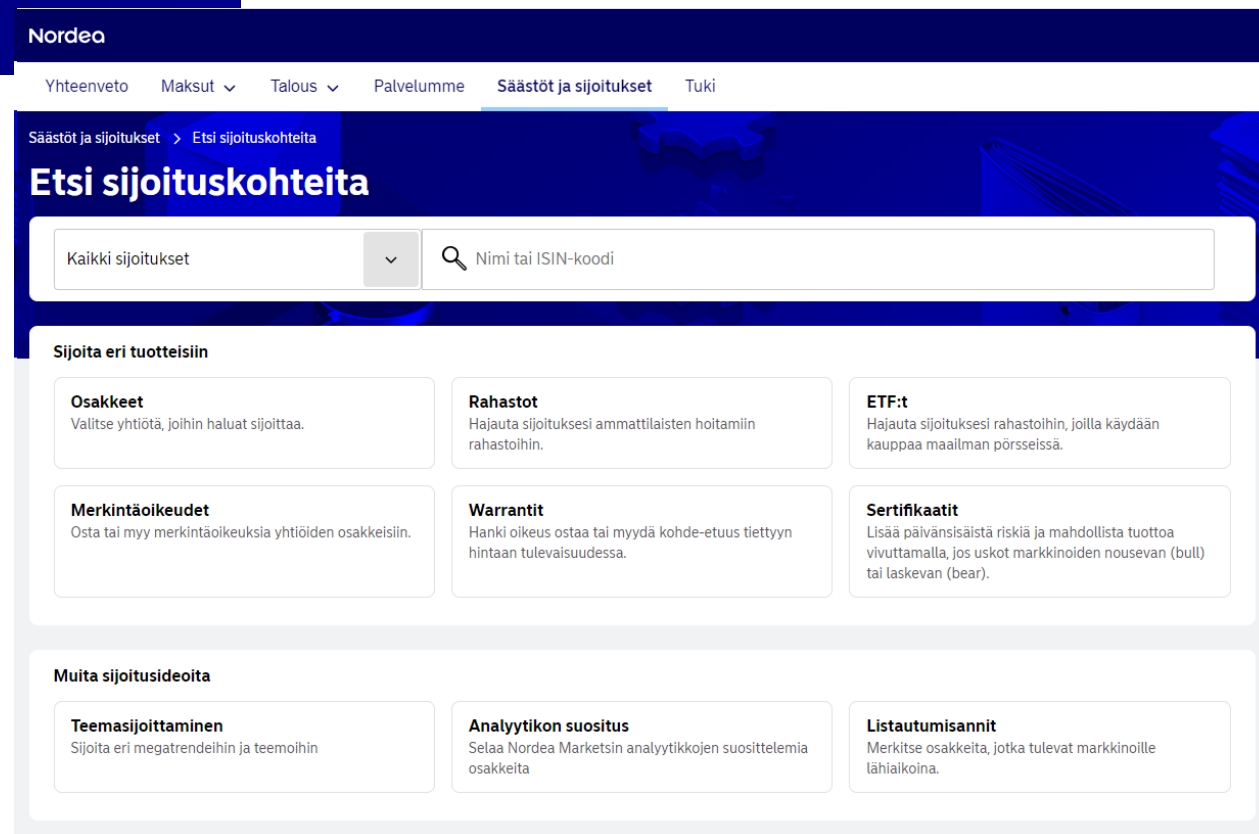 Nordea
Yhteenveto Maksut Talous Palvelumme Säästöt ja sijoitukset Tuki
Säästöt ja sijoitukset > Etsi sijoituskohteita
Etsi sijoituskohteita
Kaikki sijoitukset Nimi tai ISIN-koodi
Sijoita eri tuotteisiin
Osakkeet
Valitse yhtiötä, joihin haluat sijoittaa.
Rahastot
Hajauta sijoituksesi ammattilaisten hoitamiin
rahastoihin.
ETF:t
Hajauta sijoituksesi rahastoihin, joilla käydään
kauppaa maailman pörsseissä.
Merkintäoikeudet
Osta tai myy merkintäoikeuksia yhtiöiden osakkeisiin.
Warrantit
Hanki oikeus ostaa tai myydä kohde-etuus tiettyyn
hintaan tulevaisuudessa.
Sertifikaatit
Lisää päivänsisäistä riskiä ja mahdollista tuottoa
vivuttamalla, jos uskot markkinoiden nousevan (bull)
tai laskevan (bear).
Muita sijoitusideoita
Teemasijoittaminen
Sijoita eri megatrendeihin ja teemoihin
Analyytikon suositus
Selaa Nordea Marketsin analyytikkojen suosittelemia
osakkeita
Listautumisannit
Merkitse osakkeita, jotka tulevat markkinoille
lähiaikoina.